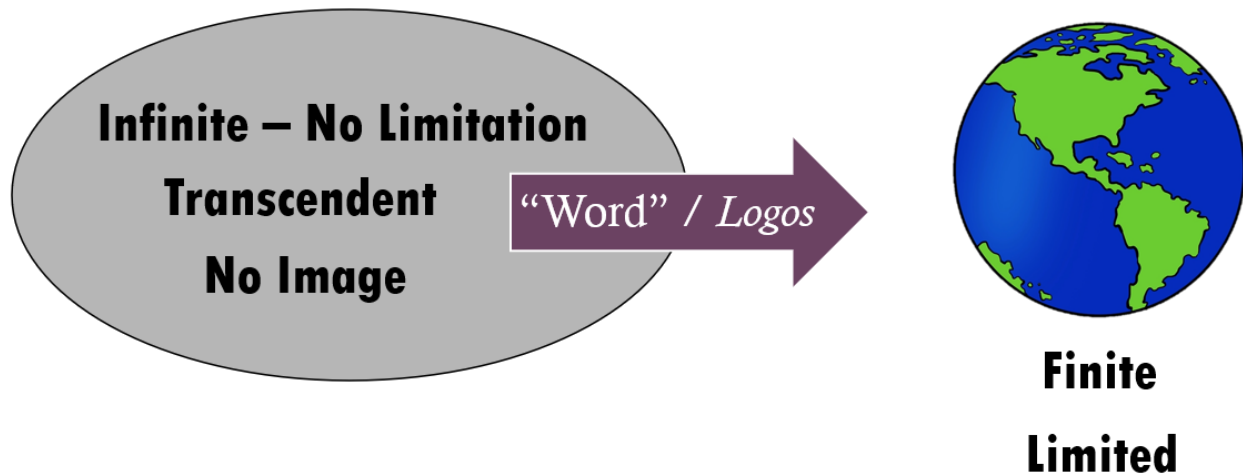 Infinite – No Limitation
Transcendent
No Image
“Word” / Logos
Finite
Limited